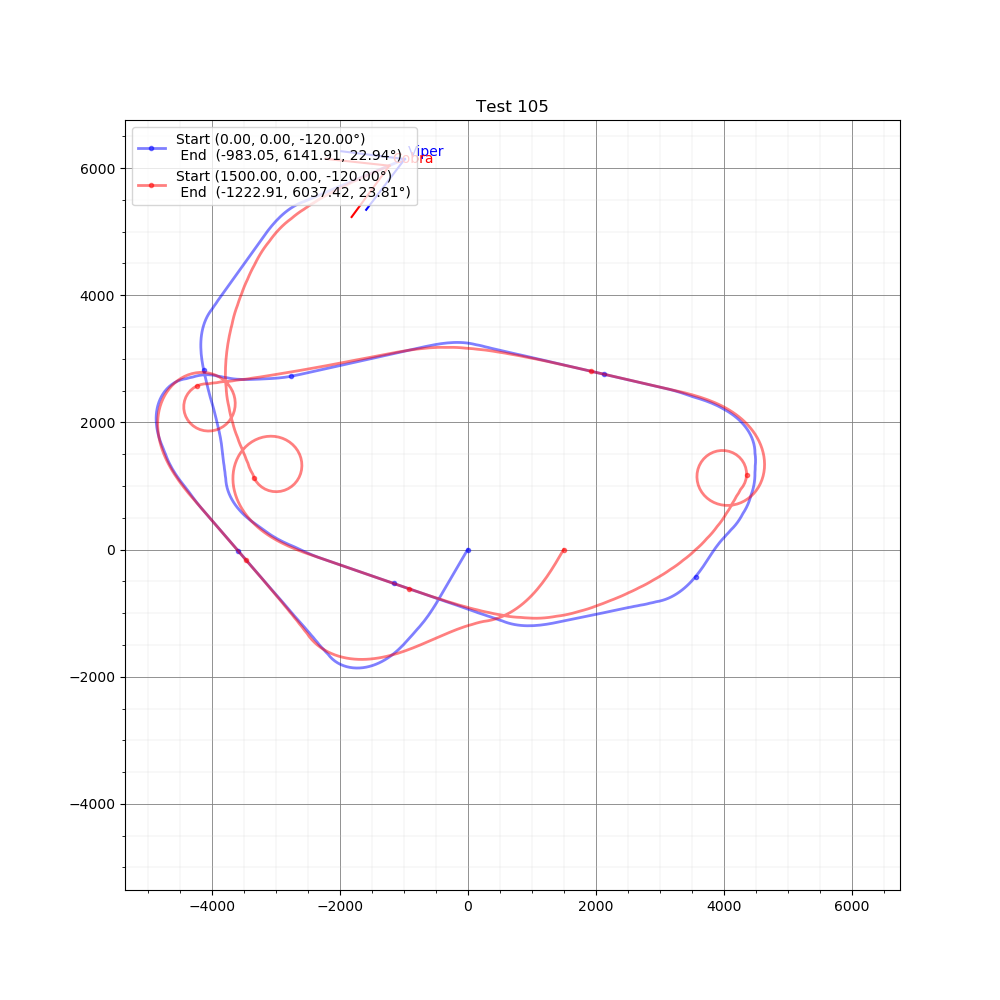 Test 105
Start (0.00, 0.00, -120.00°)
End (-983.05, 6141.91, 22.94°)
Start (1500.00, 0.00, -120.00°)
End (-1222.91, 6037.42, 23.81°)
Viper
6000
4000
2000
0
−2000
−4000
−4000 −2000 0 2000 4000 6000